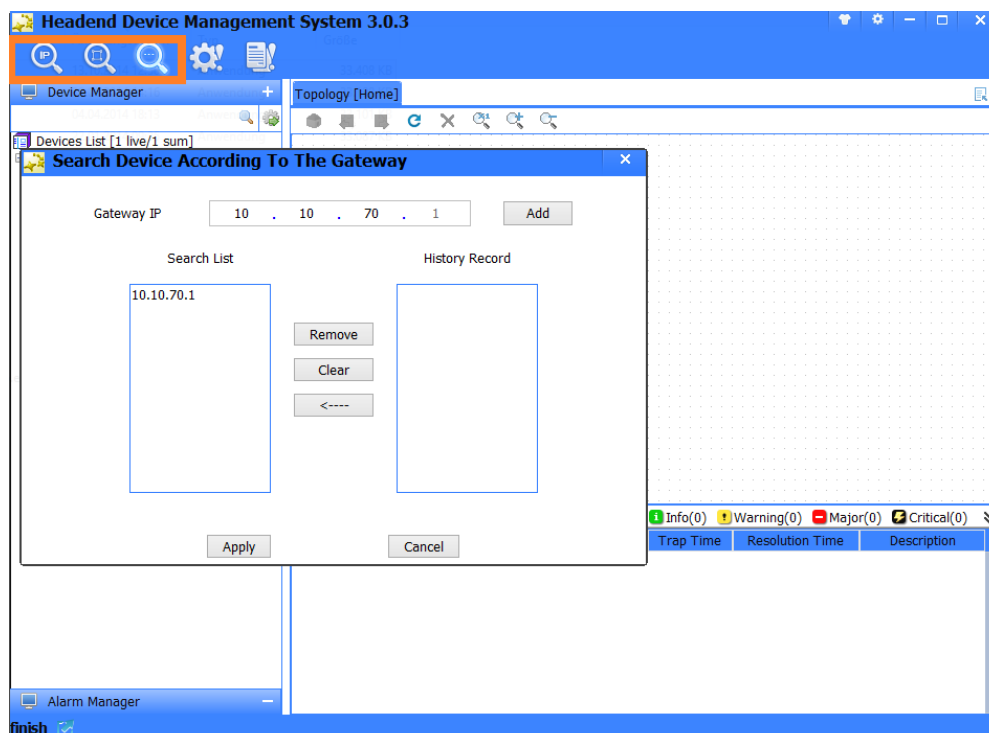 Headend Device Management System 3.0.3
IP
Device Manager +
Topology [Home]
Devices List [1 live/1 sum]
Search Device According To The Gateway
Gateway IP 10 . 10 . 70 . 1 Add
Search List History Record
10.10.70.1
Remove
Clear
<----
Apply Cancel
Info(0) Warning(0) Major(0) Critical(0)
Trap Time Resolution Time Description
Alarm Manager
finish